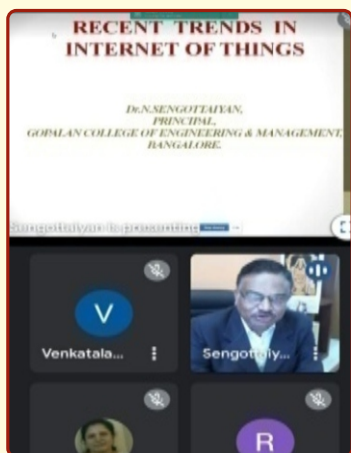 RECENT TRENDS IN
INTERNET OF THINGS
Dr.N.SENGOTTAIYAN,
PRINCIPAL,
GOPALAN COLLEGE OF ENGINEERING & MANAGEMENT,
BANGALORE.
Sengottaiyan is presenting
V
Venkatala...
Sengottaiy...
R